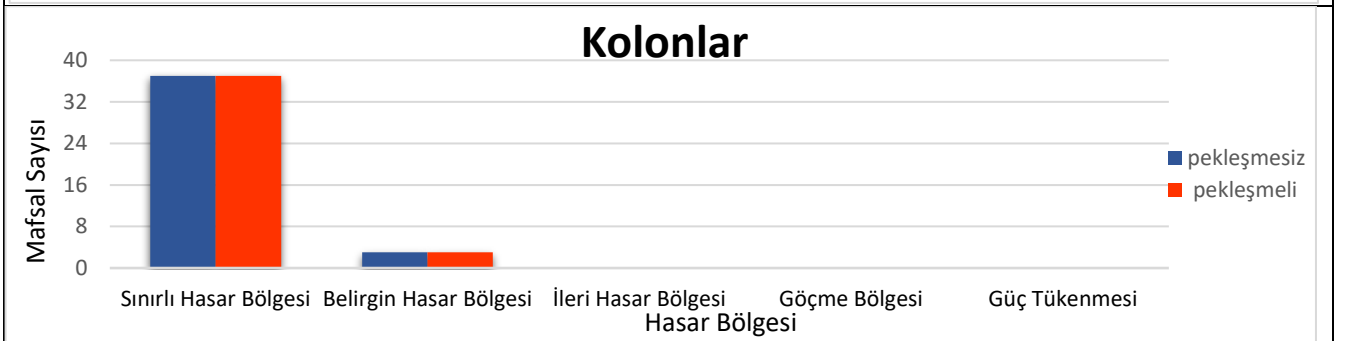 Kolonlar
40
32
24
16
8
0
Mafsal Sayısı
Sınırlı Hasar Bölgesi Belirgin Hasar Bölgesi İleri Hasar Bölgesi Göçme Bölgesi Güç Tükenmesi
Hasar Bölgesi
pekleşmesiz
pekleşmeli